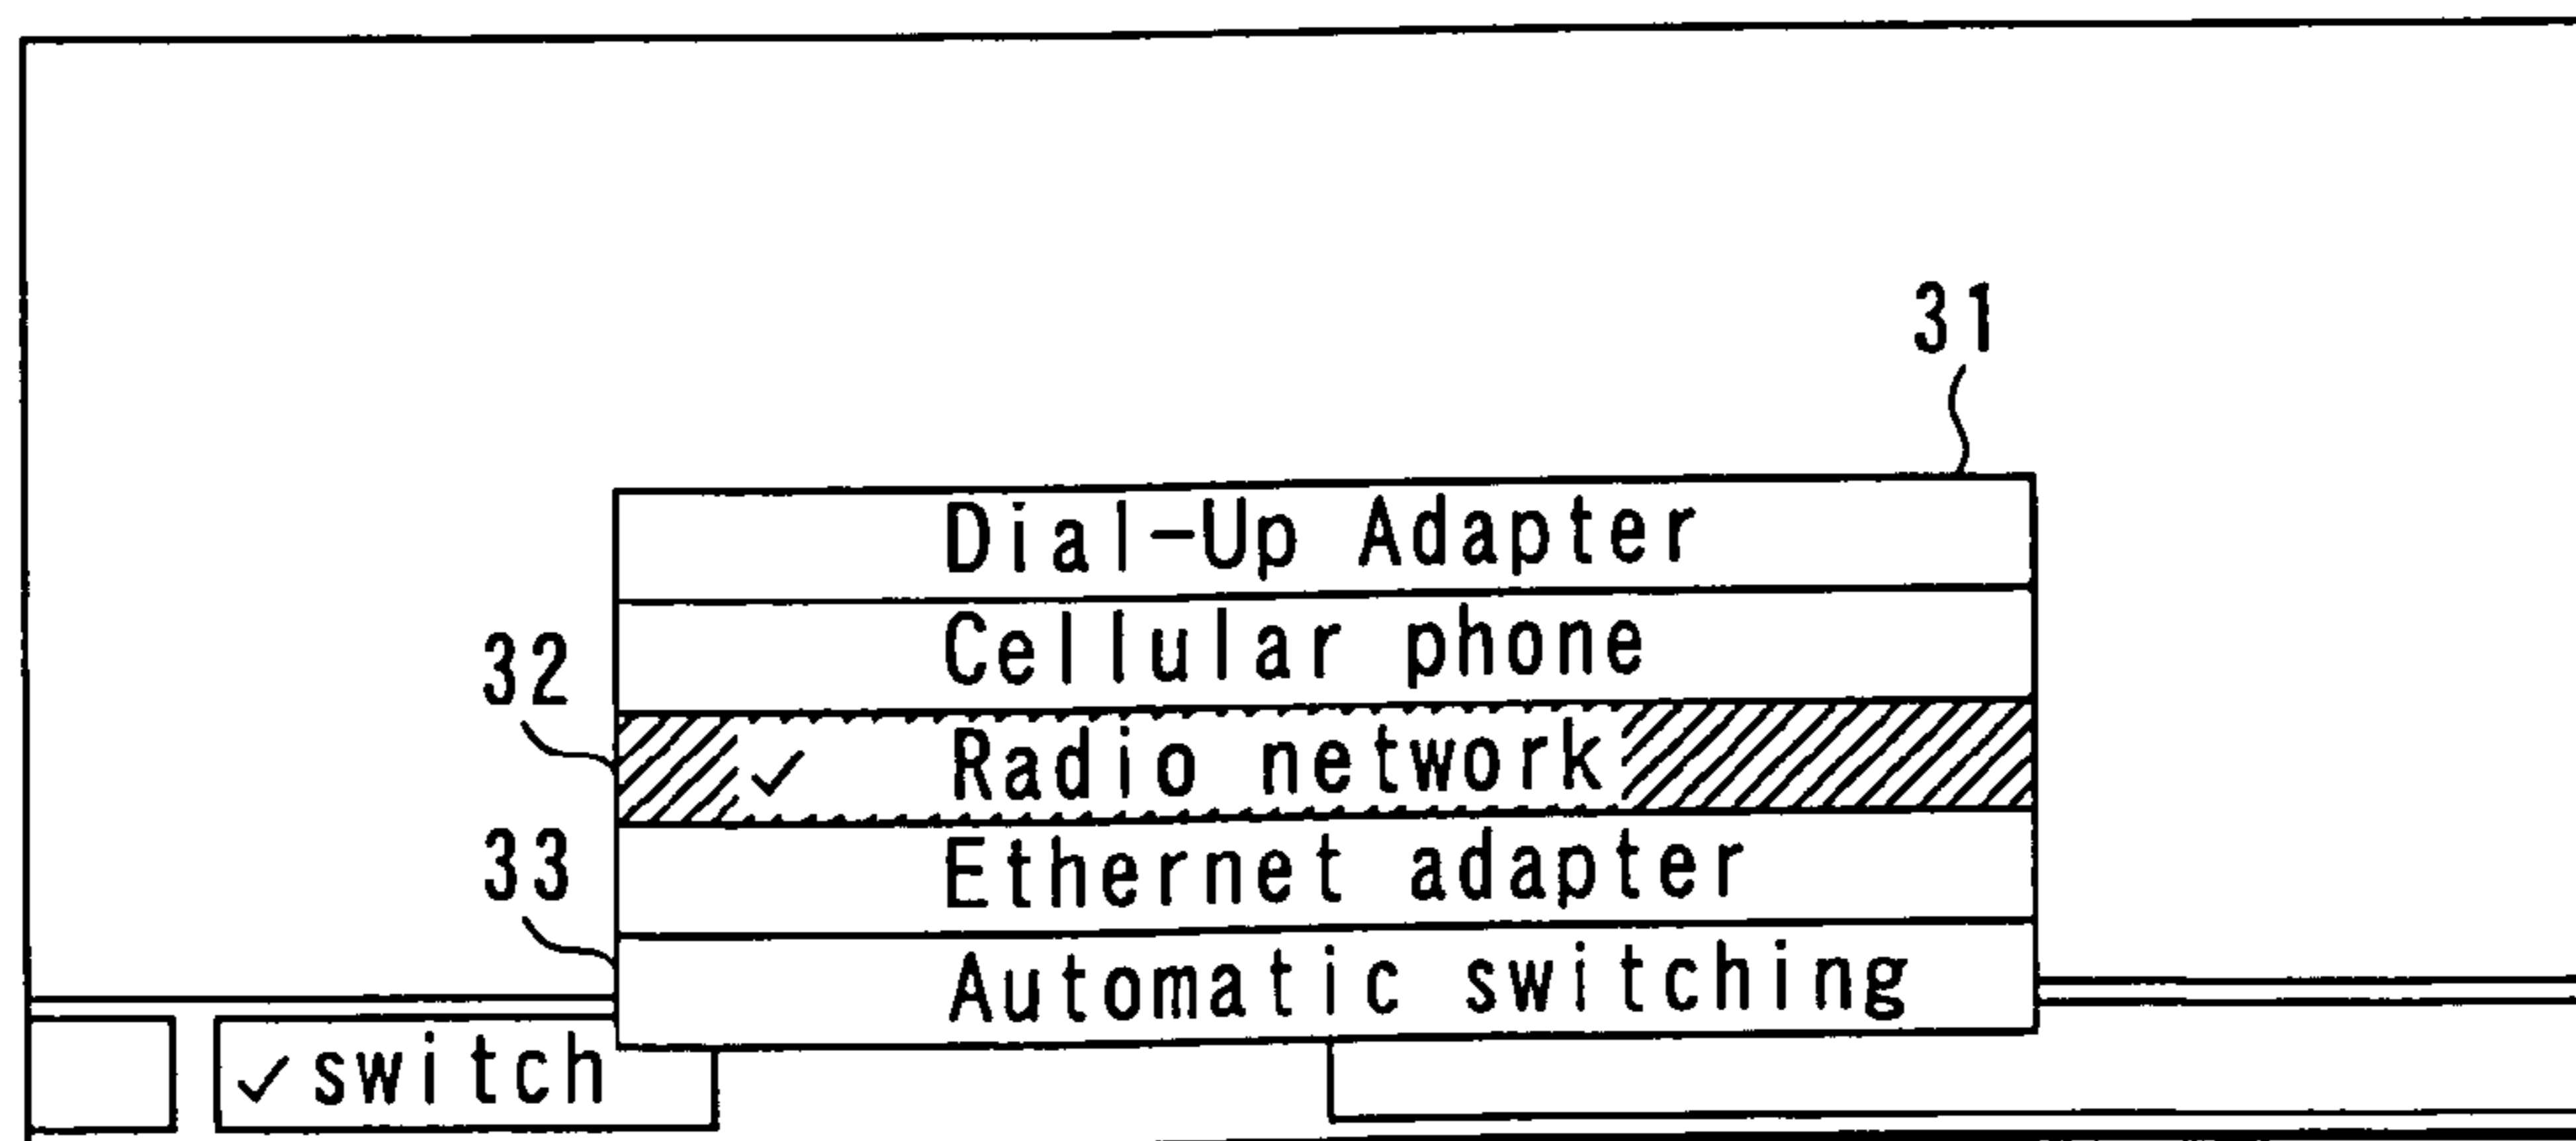 31
Dial-Up Adapter
Cellular phone
32
✓ Radio network
33
Ethernet adapter
Automatic switching
✓ switch